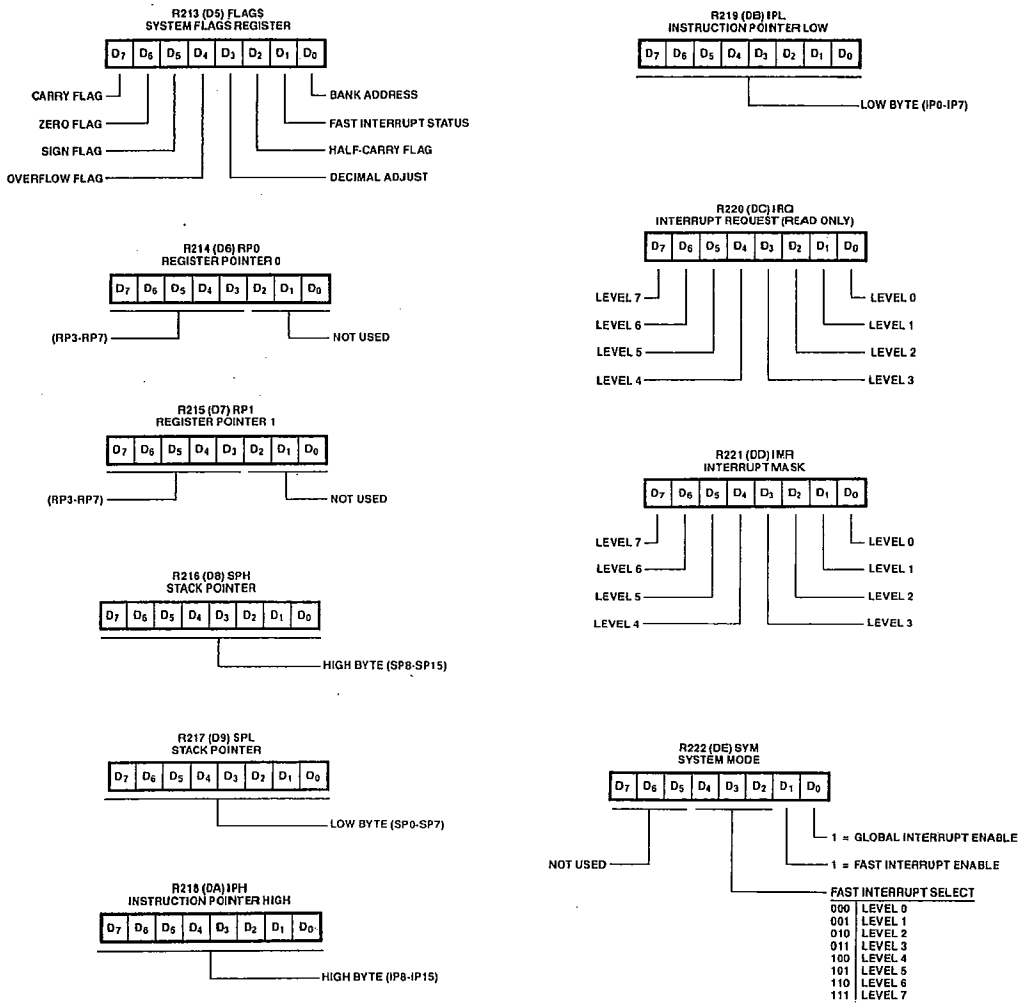 R213 (D5) FLAGS
SYSTEM FLAGS REGISTER
D7 D6 D5 D4 D3 D2 D1 D0
CARRY FLAG
ZERO FLAG
SIGN FLAG
OVERFLOW FLAG
BANK ADDRESS
FAST INTERRUPT STATUS
HALF-CARRY FLAG
DECIMAL ADJUST
R214 (D6) RP0
REGISTER POINTER 0
D7 D6 D5 D4 D3 D2 D1 D0
(RP3-RP7)
NOT USED
R215 (D7) RP1
REGISTER POINTER 1
D7 D6 D5 D4 D3 D2 D1 D0
(RP3-RP7)
NOT USED
R216 (D8) SPH
STACK POINTER
D7 D6 D5 D4 D3 D2 D1 D0
HIGH BYTE (SP8-SP15)
R217 (D9) SPL
STACK POINTER
D7 D6 D5 D4 D3 D2 D1 D0
LOW BYTE (SP0-SP7)
R218 (DA) IPH
INSTRUCTION POINTER HIGH
D7 D6 D5 D4 D3 D2 D1 D0
HIGH BYTE (IP8-IP15)
R219 (DB) IPL
INSTRUCTION POINTER LOW
D7 D6 D5 D4 D3 D2 D1 D0
LOW BYTE (IP0-IP7)
R220 (DC) IRQ
INTERRUPT REQUEST (READ ONLY)
D7 D6 D5 D4 D3 D2 D1 D0
LEVEL 7
LEVEL 6
LEVEL 5
LEVEL 4
LEVEL 0
LEVEL 1
LEVEL 2
LEVEL 3
R221 (DD) IMR
INTERRUPT MASK
D7 D6 D5 D4 D3 D2 D1 D0
LEVEL 7
LEVEL 6
LEVEL 5
LEVEL 4
LEVEL 0
LEVEL 1
LEVEL 2
LEVEL 3
R222 (DE) SYM
SYSTEM MODE
D7 D6 D5 D4 D3 D2 D1 D0
NOT USED
1 = GLOBAL INTERRUPT ENABLE
1 = FAST INTERRUPT ENABLE
FAST INTERRUPT SELECT
000 LEVEL 0
001 LEVEL 1
010 LEVEL 2
011 LEVEL 3
100 LEVEL 4
101 LEVEL 5
110 LEVEL 6
111 LEVEL 7